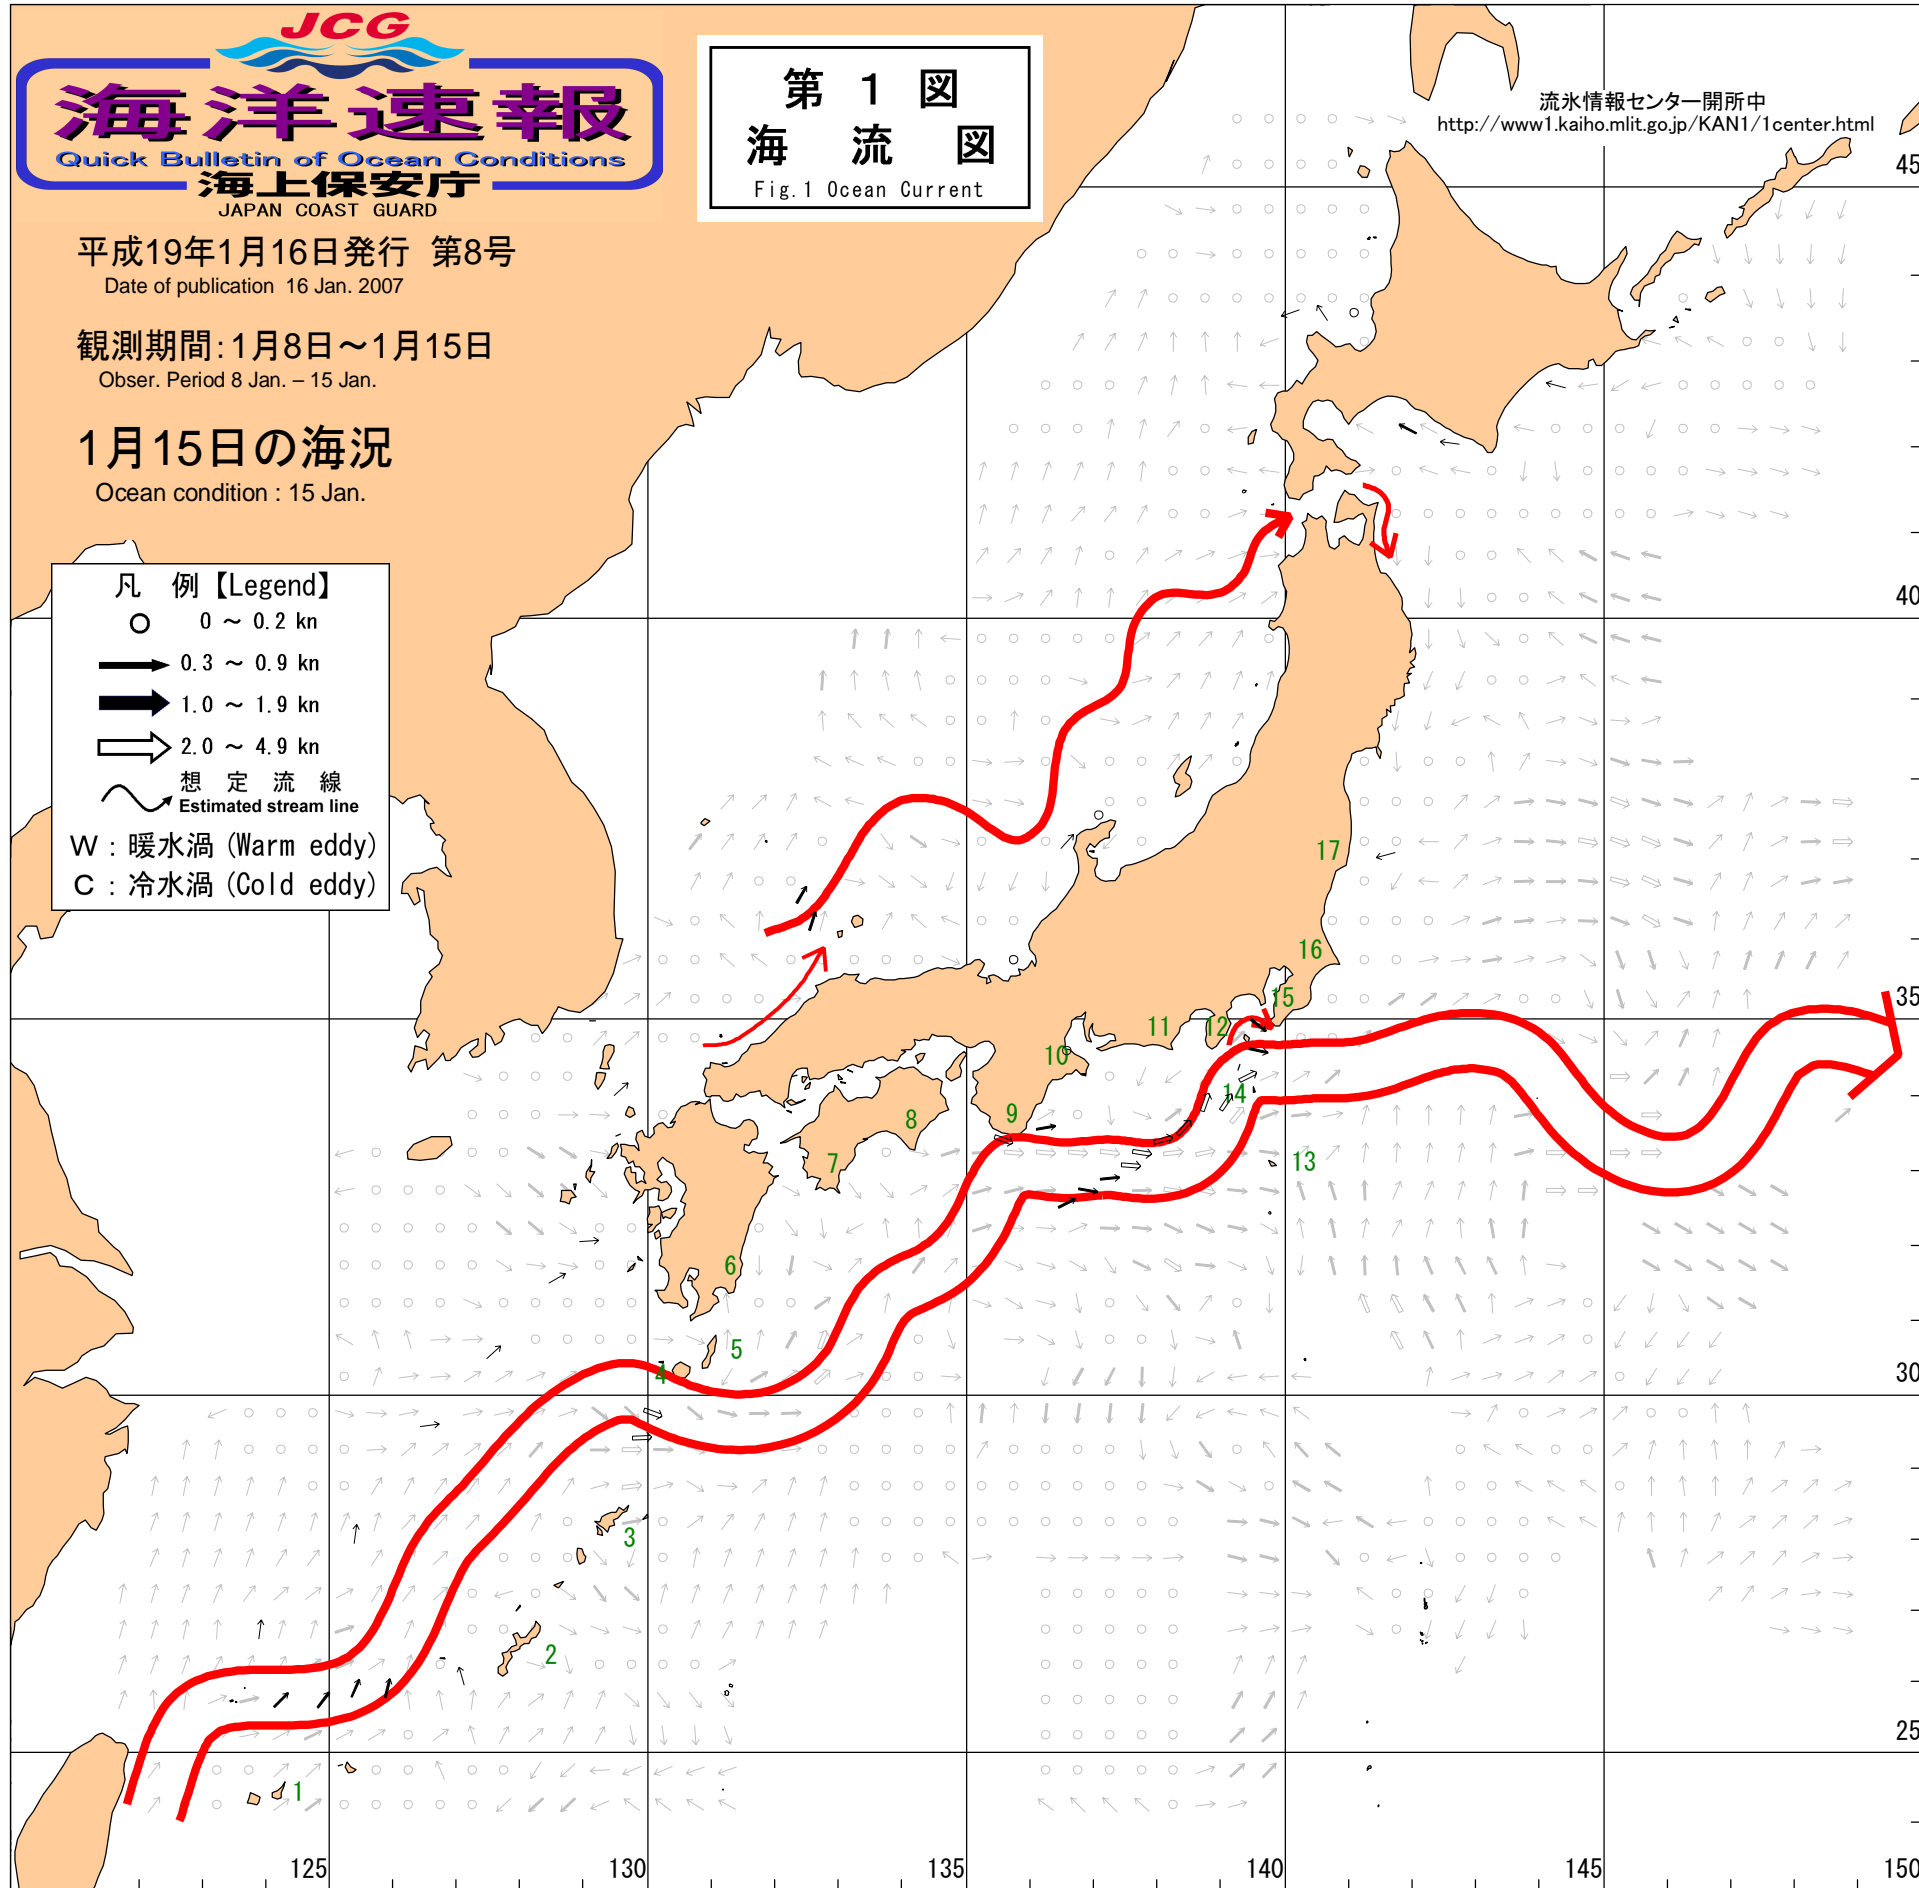 JCG
海洋速報
Quick Bulletin of Ocean Conditions
海上保安庁
JAPAN COAST GUARD
平成19年1月16日発行 第8号
Date of publication 16 Jan. 2007
観測期間：1月8日～1月15日
Obser. Period 8 Jan. – 15 Jan.
1月15日の海況
Ocean condition : 15 Jan.
第 1 図
海 流 図
Fig.1 Ocean Current
流氷情報センター開所中
http://www1.kaiho.mlit.go.jp/KAN1/1center.html
凡 例【Legend】
0 ～ 0.2 kn
0.3 ～ 0.9 kn
1.0 ～ 1.9 kn
2.0 ～ 4.9 kn
想 定 流 線
Estimated stream line
W : 暖水渦 (Warm eddy)
C : 冷水渦 (Cold eddy)
45
40
35
30
25
17
16
15
12
11
10
14
9
8
7
13
6
5
4
3
2
1
125
130
135
140
145
150